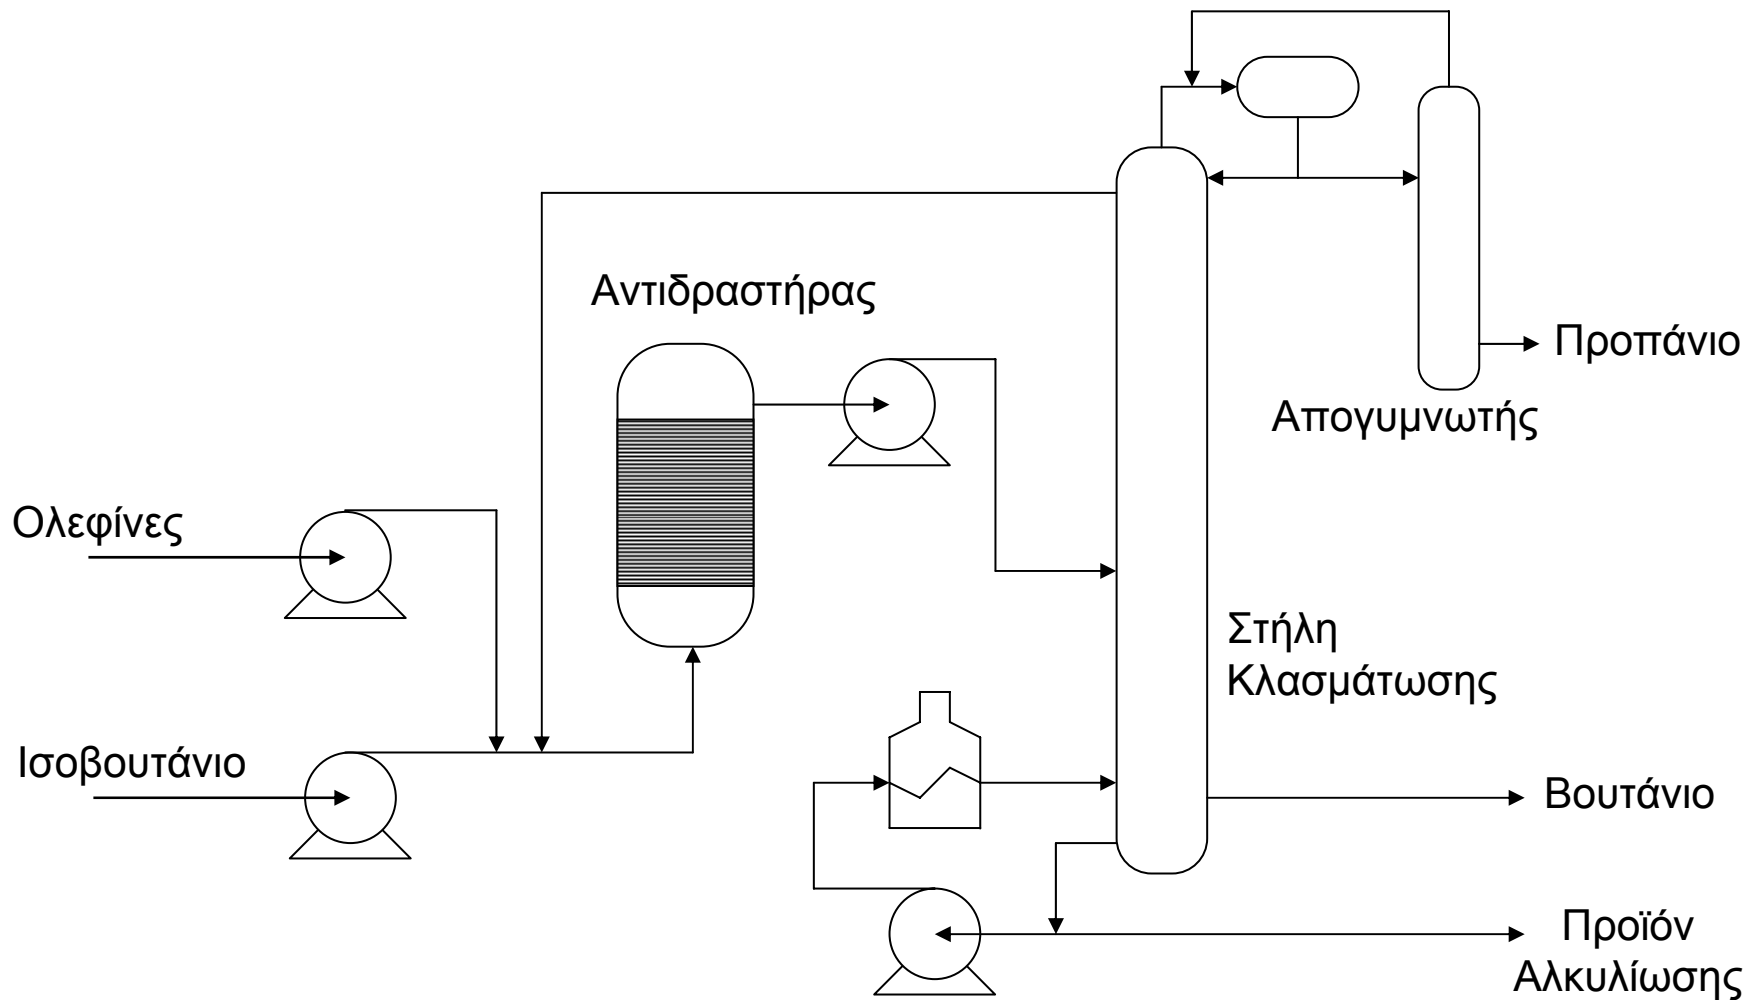 Αντιδραστήρας
Προπάνιο
Απογυμνωτής
Ολεφίνες
Στήλη
Κλασμάτωσης
Ισοβουτάνιο
Βουτάνιο
Προϊόν
Αλκυλίωσης